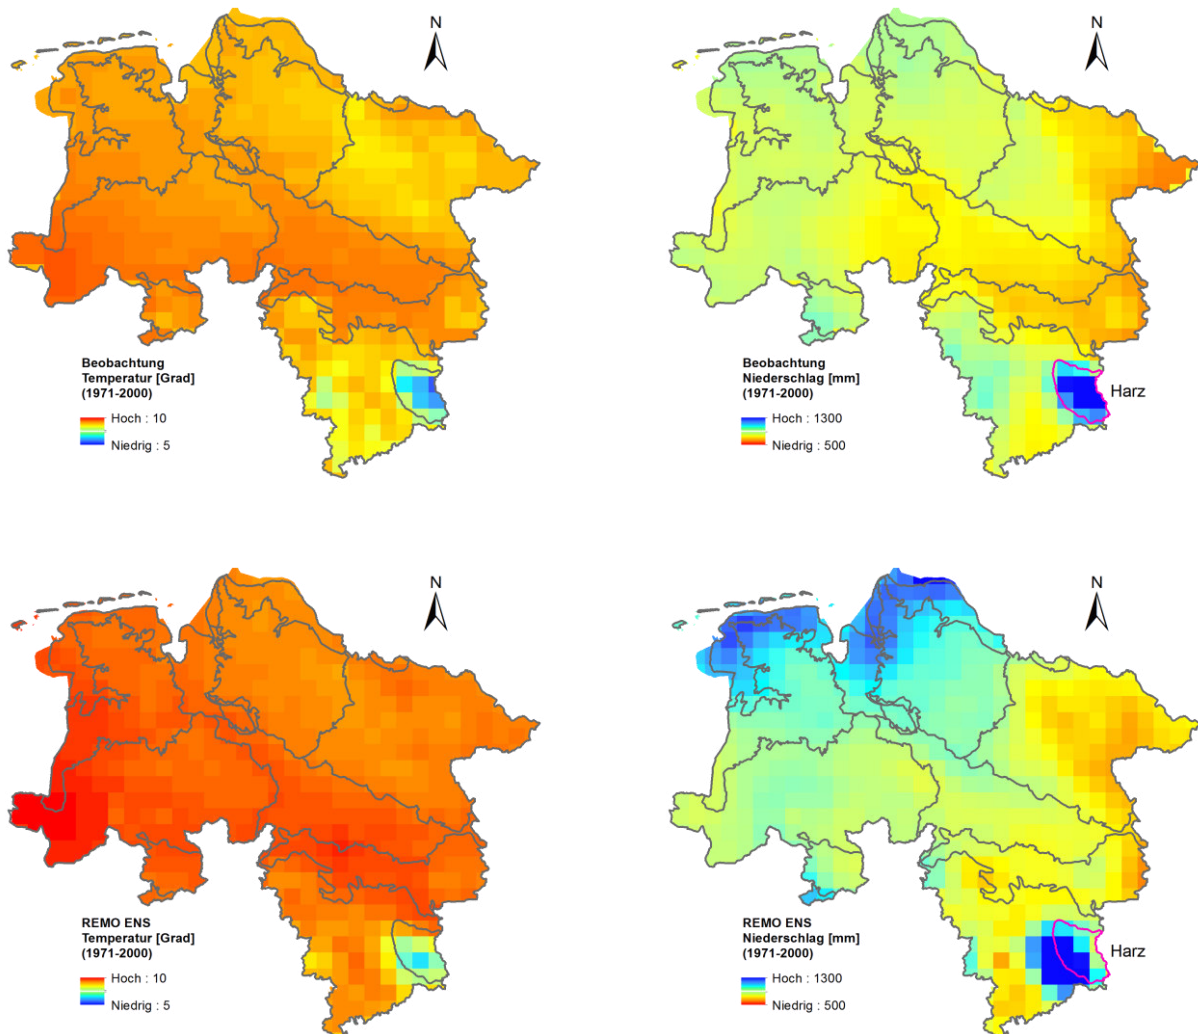 N
Beobachtung
Temperatur [Grad]
(1971-2000)
Hoch : 10
Niedrig : 5
N
Beobachtung
Niederschlag [mm]
(1971-2000)
Hoch : 1300
Niedrig : 500
Harz
N
REMO ENS
Temperatur [Grad]
(1971-2000)
Hoch : 10
Niedrig : 5
N
REMO ENS
Niederschlag [mm]
(1971-2000)
Hoch : 1300
Niedrig : 500
Harz